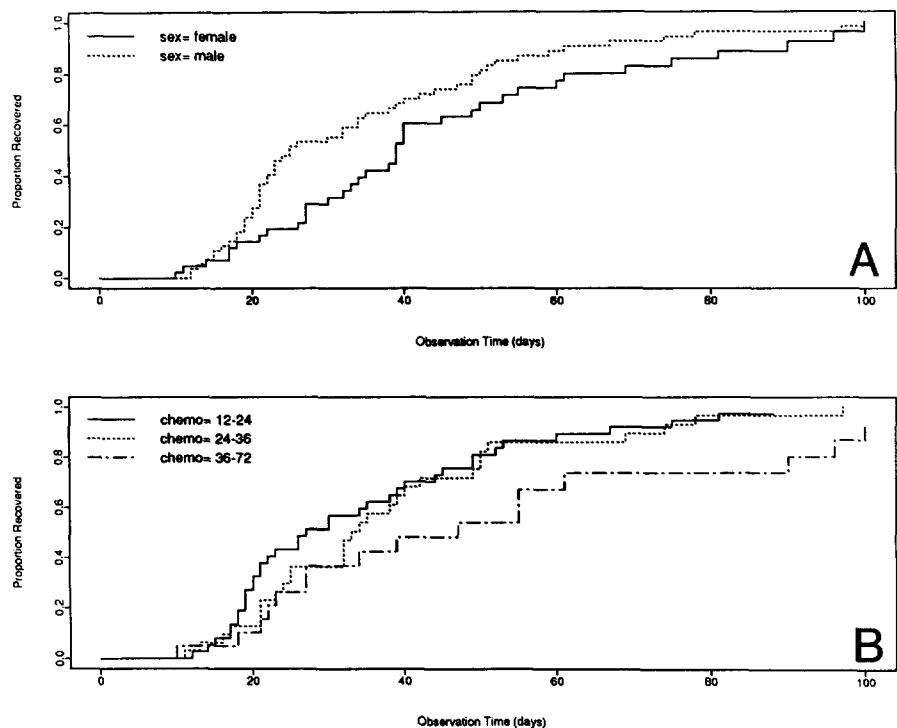 Proportion Recovered
1.0
0.8
0.6
0.4
0.2
0.0
sex= female
sex= male
A
0
20
40
60
80
100
Observation Time (days)
Proportion Recovered
1.0
0.8
0.6
0.4
0.2
0.0
chemo= 12-24
chemo= 24-36
chemo= 36-72
B
0
20
40
60
80
100
Observation Time (days)